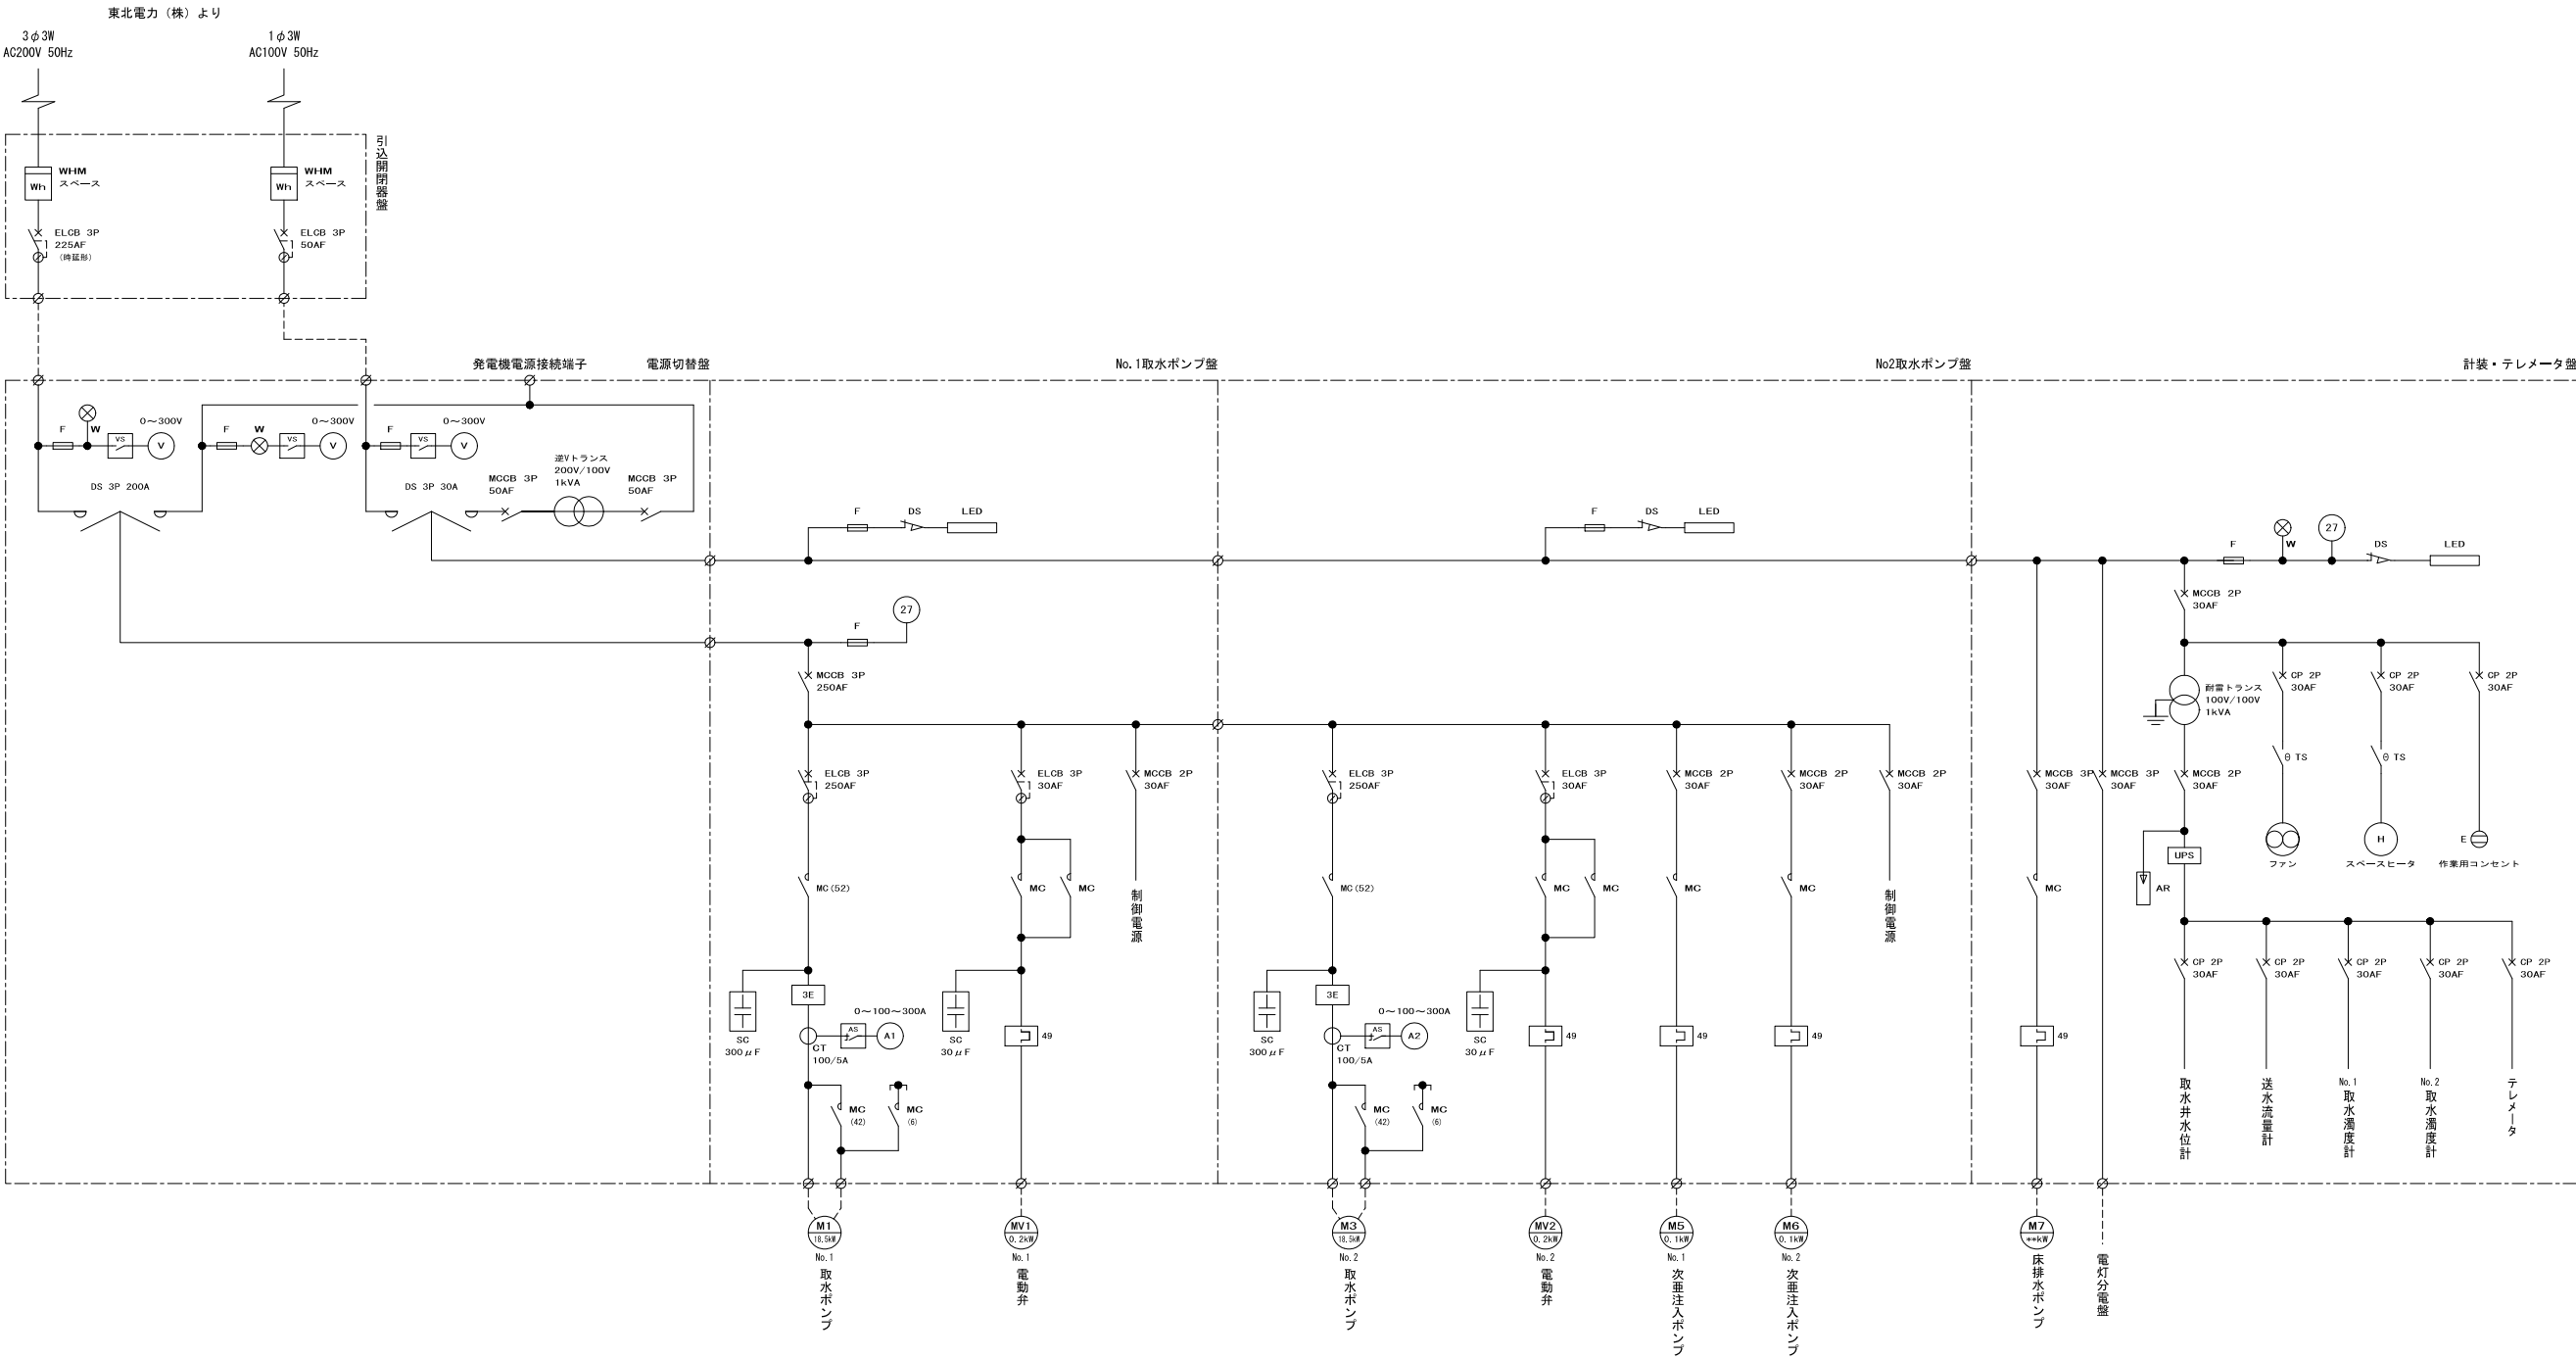 東北電力（株）より
3φ3W
AC200V 50Hz
1φ3W
AC100V 50Hz
引込開閉器盤
Wh
WHM
スペース
Wh
WHM
スペース
ELCB 3P
225AF
(時延形)
ELCB 3P
50AF
発電機電源接続端子
電源切替盤
No.1取水ポンプ盤
No2取水ポンプ盤
計装・テレメータ盤
F
W
VS
0～300V
V
F
W
VS
0～300V
V
F
VS
0～300V
V
DS 3P 200A
DS 3P 30A
MCCB 3P
50AF
逆Vトランス
200V/100V
1kVA
MCCB 3P
50AF
F
DS
LED
F
DS
LED
F
W
27
DS
LED
F
27
MCCB 3P
250AF
MCCB 2P
30AF
耐雷トランス
100V/100V
1kVA
CP 2P
30AF
CP 2P
30AF
CP 2P
30AF
θ TS
θ TS
ELCB 3P
250AF
ELCB 3P
30AF
MCCB 2P
30AF
ELCB 3P
250AF
ELCB 3P
30AF
MCCB 2P
30AF
MCCB 2P
30AF
MCCB 2P
30AF
MCCB 3P
30AF
MCCB 3P
30AF
MCCB 2P
30AF
UPS
AR
ファン
H
スペースヒータ
E
作業用コンセント
MC(52)
MC
MC
制御電源
MC(52)
MC
MC
MC
MC
制御電源
MC
SC
300μF
3E
CT
100/5A
AS
A1
0～100～300A
SC
30μF
49
SC
300μF
3E
CT
100/5A
AS
A2
0～100～300A
SC
30μF
49
49
49
49
CP 2P
30AF
CP 2P
30AF
CP 2P
30AF
CP 2P
30AF
CP 2P
30AF
MC
(42)
MC
(6)
MC
(42)
MC
(6)
取水井水位計
送水流量計
No.1
取水濁度計
No.2
取水濁度計
テレメータ
M1
18.5kW
No.1
取水ポンプ
MV1
0.2kW
No.1
電動弁
M3
18.5kW
No.2
取水ポンプ
MV2
0.2kW
No.2
電動弁
M5
0.1kW
No.1
次亜注入ポンプ
M6
0.1kW
No.2
次亜注入ポンプ
M7
**kW
床排水ポンプ
電灯分電盤